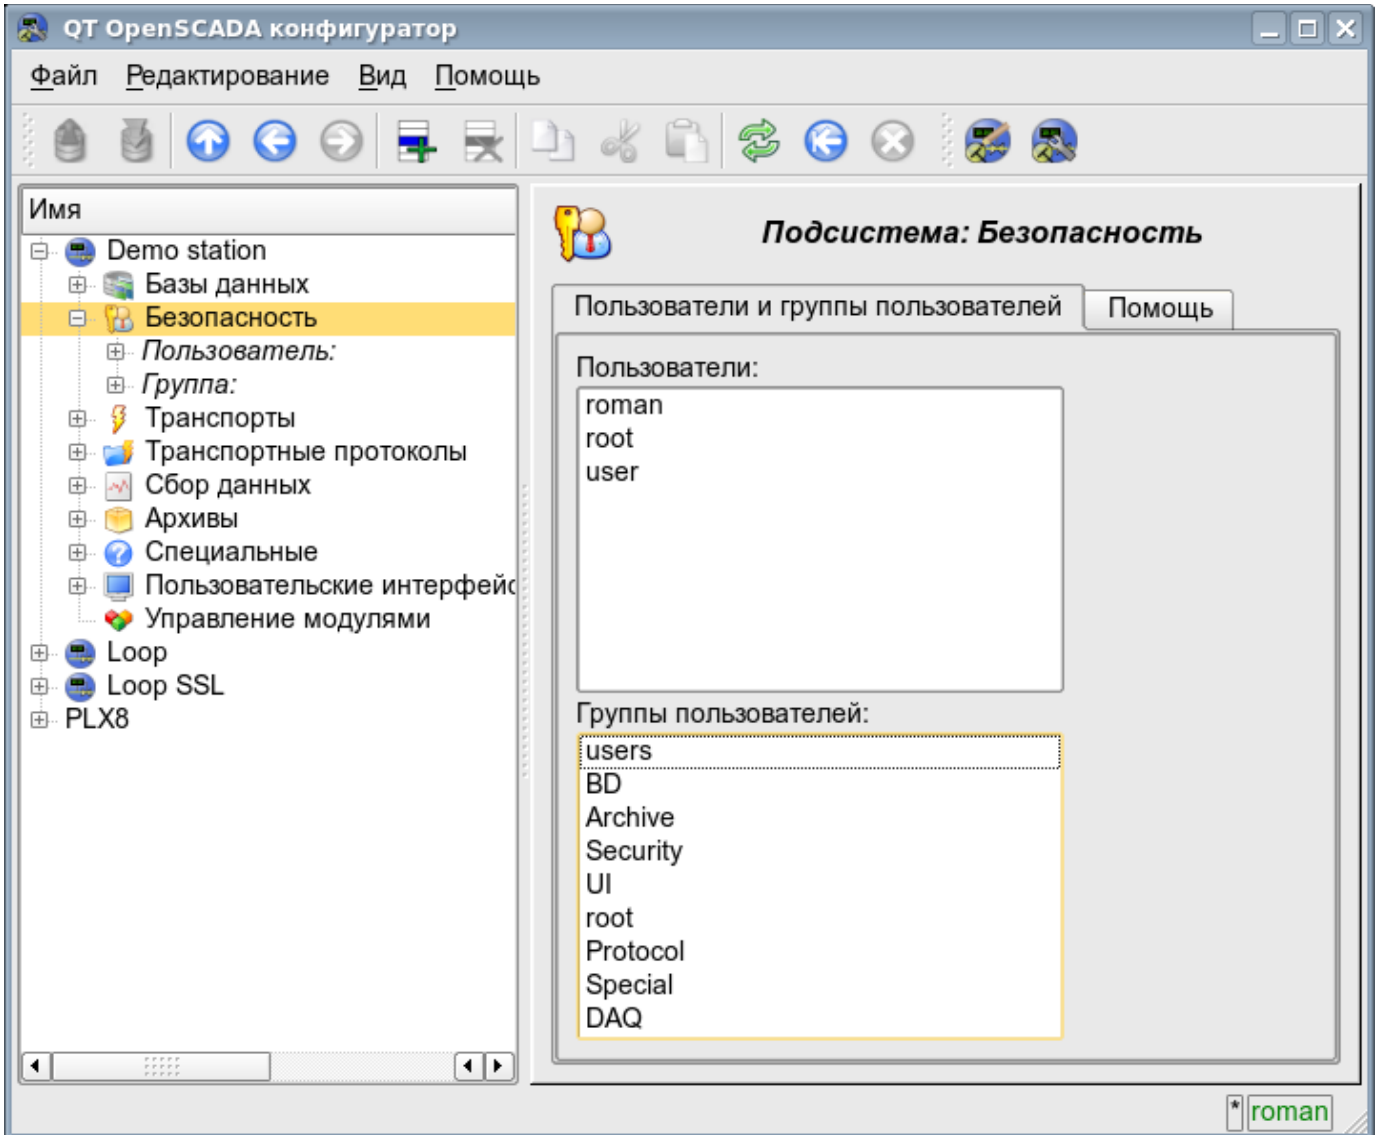 QT OpenSCADA конфигуратор
Файл Редактирование Вид Помощь
Имя
Demo station
Базы данных
Безопасность
Пользователь:
Группа:
Транспорты
Транспортные протоколы
Сбор данных
Архивы
Специальные
Пользовательские интерфейс
Управление модулями
Loop
Loop SSL
PLX8
Подсистема: Безопасность
Пользователи и группы пользователей Помощь
Пользователи:
roman
root
user
Группы пользователей:
users
BD
Archive
Security
UI
root
Protocol
Special
DAQ
* roman